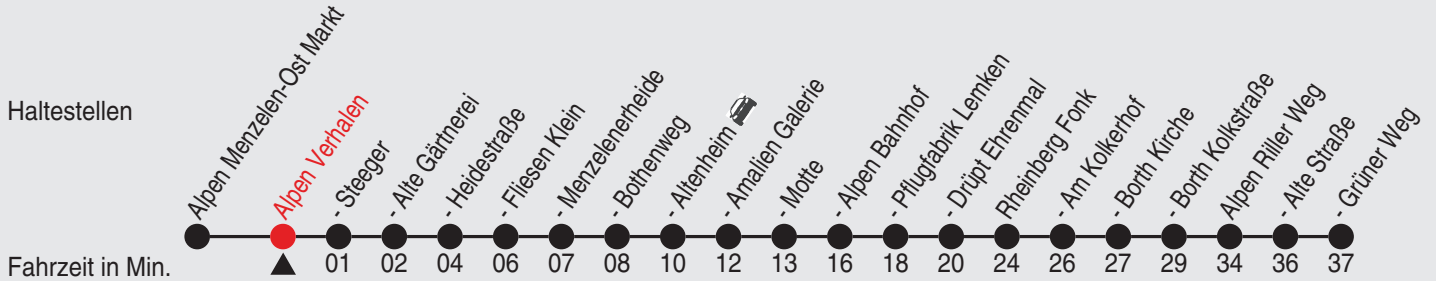 Haltestellen
Alpen Menzelen-Ost Markt
Alpen Verhalen
- Steeger
- Alte Gärtnerei
- Heidestraße
- Fliesen Klein
- Menzelenerheide
- Bothenweg
- Altenheim
- Amalien Galerie
- Motte
- Alpen Bahnhof
- Pflugfabrik Lemken
- Drüpt Ehrenmal
Rheinberg Fonk
- Am Kolkerhof
- Borth Kirche
- Borth Kolkstraße
Alpen Riller Weg
- Alte Straße
- Grüner Weg
Fahrzeit in Min. 01 02 04 06 07 08 10 12 13 16 18 20 24 26 27 29 34 36 37